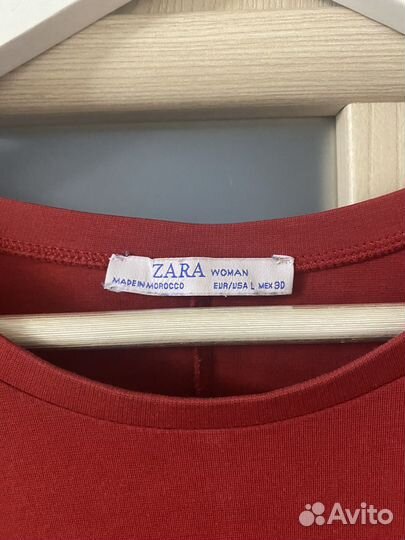 ZARA WOMAN
MADE IN MOROCCO EUR/USA L MEX 30
Avito